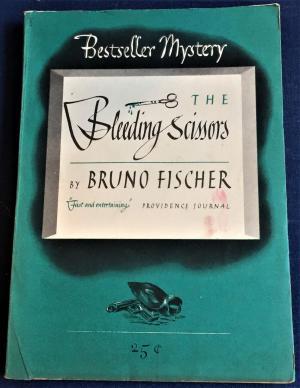 Bestseller Mystery
THE
Bleeding Scissors
BY BRUNO FISCHER
"Fast and entertaining" PROVIDENCE JOURNAL
25¢